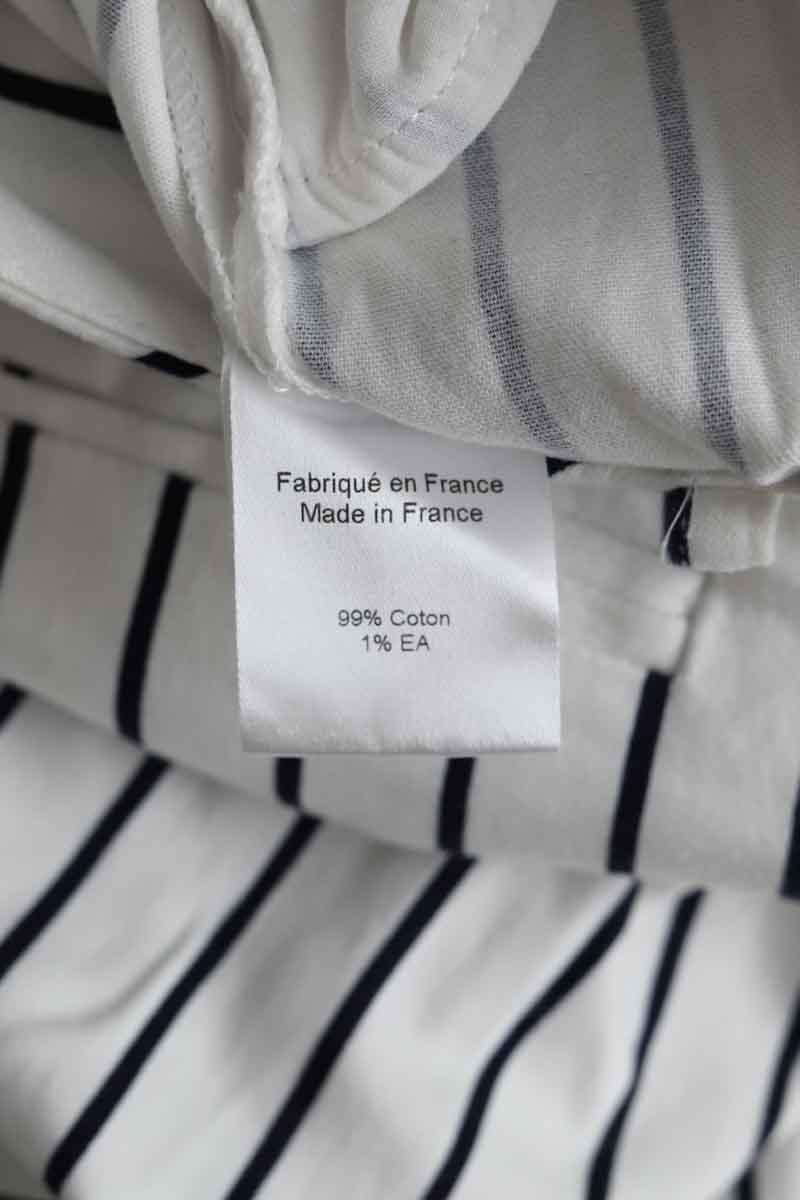 Fabriqué en France
Made in France
99% Coton
1% EA